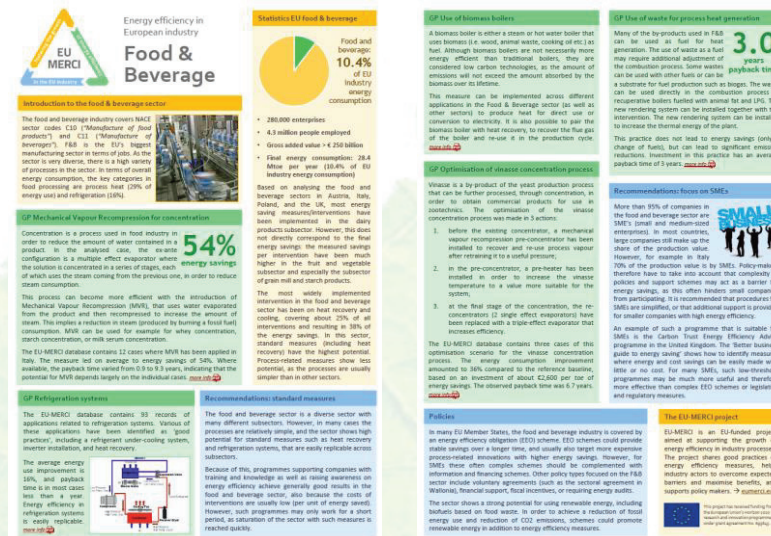 EU
MERCI
Energy efficiency in
European industry
Food &
Beverage
Introduction to the food & beverage sector
The food and beverage industry covers NACE
sector codes C10 ("Manufacture of food
products") and C11 ("Manufacture of
beverages"). F&B is the EU's biggest
manufacturing sector in terms of jobs. As the
sector is very diverse, there is a high variety
of processes in the sector. In terms of overall
energy consumption, the key categories in
food processing are process heat (29% of
energy use) and refrigeration (16%).
GP Mechanical Vapour Recompression for concentration
Concentration is a process used in food industry in
order to reduce the amount of water contained in a
product. In the analysed case, the ex-ante
configuration is a multiple effect evaporator where
the solution is concentrated in a series of stages, each
of which uses the steam coming from the previous one, in order to reduce
steam consumption.
54%
energy savings
This process can become more efficient with the introduction of
Mechanical Vapour Recompression (MVR), that uses water evaporated
from the product and then recompressed to increase the amount of
steam. This implies a reduction in steam (produced by burning a fossil fuel)
consumption. MVR can be used for example for whey concentration,
starch concentration, or milk serum concentration.
The EU-MERCI database contains 12 cases where MVR has been applied in
Italy. The measure led on average to energy savings of 54%. Where
available, the payback time varied from 0.9 to 9.3 years, indicating that the
potential for MVR depends largely on the individual cases. more info
GP Refrigeration systems
The EU-MERCI database contains 93 records of
applications related to refrigeration systems. Various of
these applications have been identified as 'good
practices', including a refrigerant under-cooling system,
inverter installation, and heat recovery.
The average energy
use improvement is
16%, and payback
time is in most cases
less than a year.
Energy efficiency in
refrigeration systems
is easily replicable.
more info
Statistics EU food & beverage
Food and
beverage:
10.4%
of EU
industry
energy
consumption
• 280,000 enterprises
• 4.3 million people employed
• Gross added value > € 250 billion
• Final energy consumption: 28.4
Mtoe per year (10.4% of EU
industry energy consumption)
Based on analysing the food and
beverage sectors in Austria, Italy,
Poland, and the UK, most energy
saving measures/interventions have
been implemented in the dairy
products subsector. However, this does
not directly correspond to the final
energy savings: the measured savings
per intervention have been much
higher in the fruit and vegetable
subsector and especially the subsector
of grain mill and starch products.
The most widely implemented
intervention in the food and beverage
sector has been on heat recovery and
cooling, covering about 25% of all
interventions and resulting in 38% of
the energy savings. In this sector,
standard measures (including heat
recovery) have the highest potential.
Process-related measures show less
potential, as the processes are usually
simpler than in other sectors.
Recommendations: standard measures
The food and beverage sector is a diverse sector with
many different subsectors. However, in many cases the
processes are relatively simple, and the sector shows high
potential for standard measures such as heat recovery
and refrigeration systems, that are easily replicable across
subsectors.
Because of this, programmes supporting companies with
training and knowledge as well as raising awareness on
energy efficiency achieve generally good results in the
food and beverage sector, also because the costs of
interventions are usually low (per unit of energy saved).
However, such programmes may only work for a short
period, as saturation of the sector with such measures is
reached quickly.
GP Use of biomass boilers
A biomass boiler is either a steam or hot water boiler that
uses biomass (i.e. wood, animal waste, cooking oil etc.) as
fuel. Although biomass boilers are not necessarily more
energy efficient than traditional boilers, they are
considered low carbon technologies, as the amount of
emissions will not exceed the amount absorbed by the
biomass over its lifetime.
This measure can be implemented across different
applications in the Food & Beverage sector (as well as
other sectors) to produce heat for direct use or
conversion to electricity. It is also possible to pair the
biomass boiler with heat recovery, to recover the flue gas
of the boiler and re-use it in the production cycle.
more info
GP Optimisation of vinasse concentration process
Vinasse is a by-product of the yeast production process
that can be further processed, through concentration, in
order to obtain commercial products for use in
zootechnics. The optimisation of the vinasse
concentration process was made in 3 actions:
1. before the existing concentrator, a mechanical
vapour recompression pre-concentrator has been
installed to recover and re-use process vapour
after retraining it to a useful pressure;
2. in the pre-concentrator, a pre-heater has been
installed in order to increase the vinasse
temperature to a value more suitable for the
system;
3. at the final stage of the concentration, the re-
concentrators (2 single effect evaporators) have
been replaced with a triple-effect evaporator that
increases efficiency.
The EU-MERCI database contains three cases of this
optimisation scenario for the vinasse concentration
process. The energy consumption improvement
amounted to 36% compared to the reference baseline,
based on an investment of about €2,600 per toe of
energy savings. The observed payback time was 6.7 years.
more info
Policies
In many EU Member States, the food and beverage industry is covered by
an energy efficiency obligation (EEO) scheme. EEO schemes could provide
stable savings over a longer time, and usually also target more expensive
process-related innovations with higher energy savings. However, for
SMEs these often complex schemes should be complemented with
information and financing schemes. Other policy types focused on the F&B
sector include voluntary agreements (such as the sectoral agreement in
Wallonia), financial support, fiscal incentives, or requiring energy audits.
The sector shows a strong potential for using renewable energy, including
biofuels based on food waste. In order to achieve a reduction of fossil
energy use and reduction of CO2 emissions, schemes could promote
renewable energy in addition to energy efficiency measures.
GP Use of waste for process heat generation
Many of the by-products used in F&B
can be used as fuel for heat
generation. The use of waste as a fuel
may require additional adjustment of
the combustion process. Some wastes
can be used with other fuels or can be
a substrate for fuel production such as biogas. The wa
can be used directly in the combustion process
recuperative boilers fuelled with animal fat and LPG. T
new rendering system can be installed together with
intervention. The new rendering system can be install
to increase the thermal energy of the plant.
3.0
years
payback tim
This practice does not lead to energy savings (only
change of fuels), but can lead to significant emissi
reductions. Investment in this practice has an avera
payback time of 3 years. more info
Recommendations: focus on SMEs
More than 95% of companies in
the food and beverage sector are
SME's (small and medium-sized
enterprises). In most countries,
large companies still make up the
share of the production value.
However, for example in Italy
70% of the production value is by SMEs. Policy-make
therefore have to take into account that complexity
policies and support schemes may act as a barrier
energy savings, as this often hinders small compan
from participating. It is recommended that procedures
SMEs are simplified, or that additional support is provid
for smaller companies with high energy efficiency.
SMALL
BUSINESS
An example of such a programme that is suitable
SMEs is the Carbon Trust Energy Efficiency Advi
programme in the United Kingdom. The 'Better busine
guide to energy saving' shows how to identify measu
where energy and cost savings can be easily made w
little or no cost. For many SMEs, such low-thresho
programmes may be much more useful and therefo
more effective than complex EEO schemes or legislat
and regulatory measures.
The EU-MERCI project
EU-MERCI is an EU-funded proje
aimed at supporting the growth
energy efficiency in industry processe
The project shares good practices
energy efficiency measures, hel
industry actors to overcome expecte
barriers and maximise benefits, a
supports policy makers. → eumerci.e